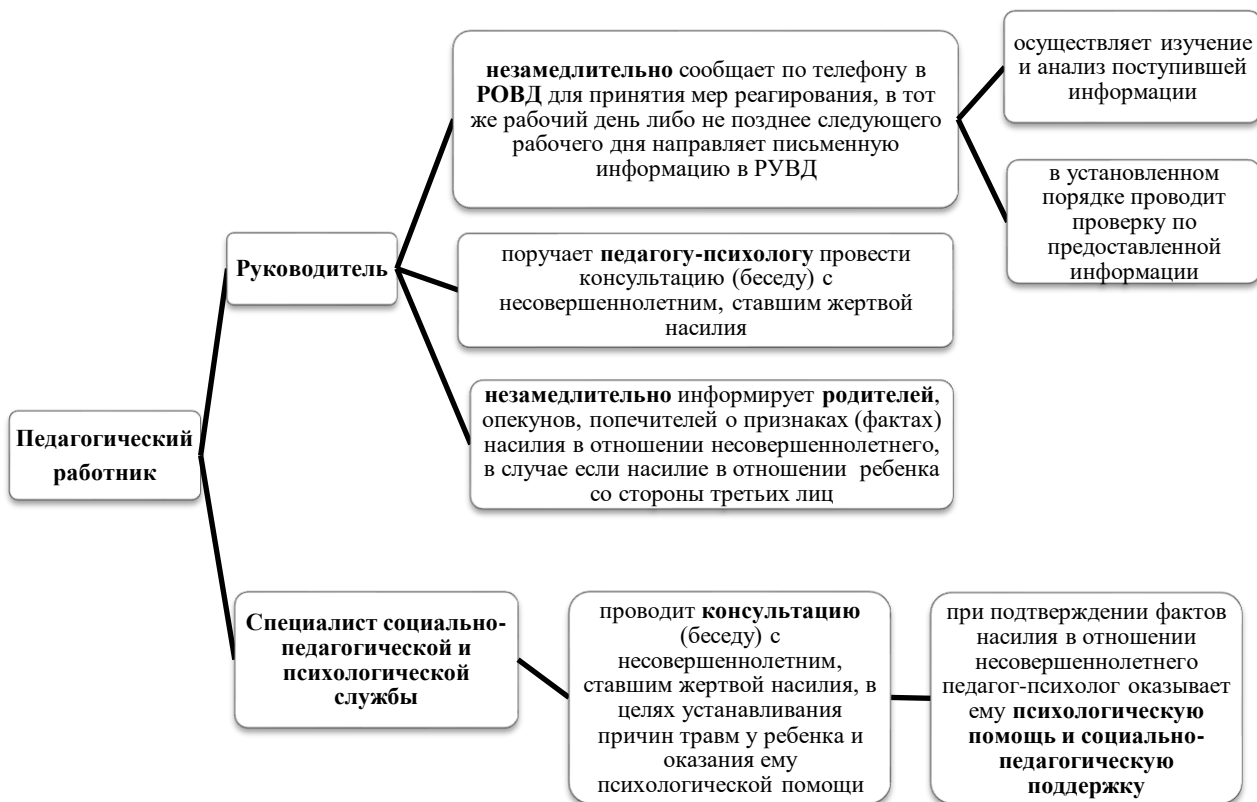 Педагогический
работник
Руководитель
незамедлительно сообщает по телефону в
РОВД для принятия мер реагирования, в тот
же рабочий день либо не позднее следующего
рабочего дня направляет письменную
информацию в РУВД
осуществляет изучение
и анализ поступившей
информации
в установленном
порядке проводит
проверку по
предоставленной
информации
поручает педагогу-психологу провести
консультацию (беседу) с
несовершеннолетним, ставшим жертвой
насилия
незамедлительно информирует родителей,
опекунов, попечителей о признаках (фактах)
насилия в отношении несовершеннолетнего,
в случае если насилие в отношении ребенка
со стороны третьих лиц
Специалист социально-
педагогической и
психологической
службы
проводит консультацию
(беседу) с
несовершеннолетним,
ставшим жертвой насилия, в
целях устанавливания
причин травм у ребенка и
оказания ему
психологической помощи
при подтверждении фактов
насилия в отношении
несовершеннолетнего
педагог-психолог оказывает
ему психологическую
помощь и социально-
педагогическую
поддержку